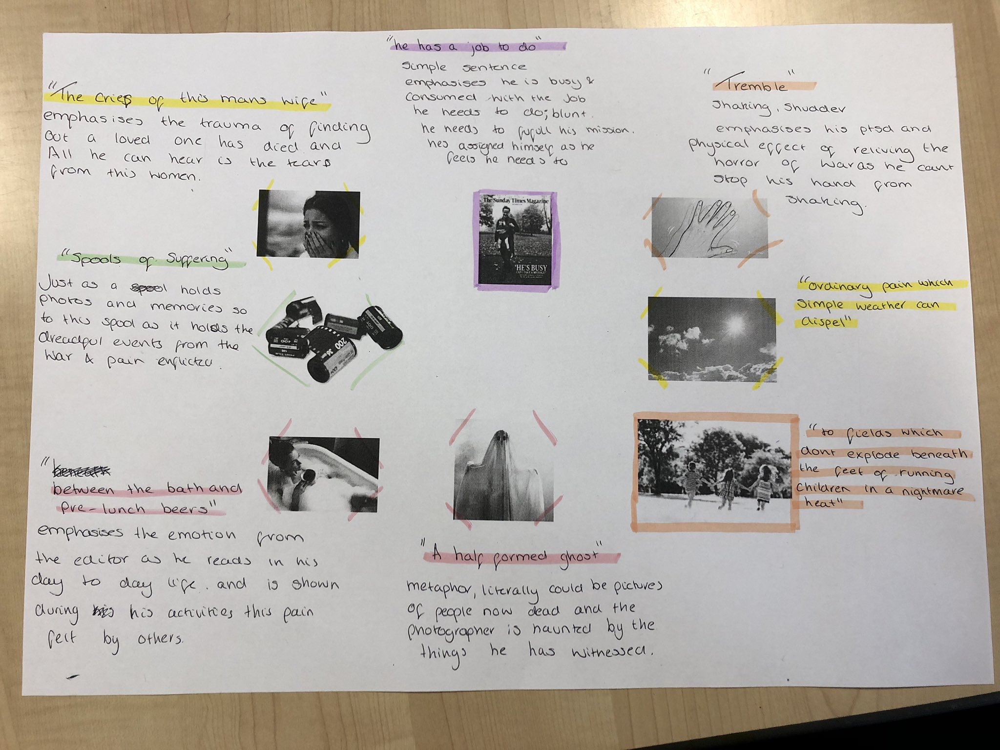 "he has a job to do"
Simple sentence
emphasises he is busy &
consumed with the job
he needs to do; blunt.
he needs to fufull his mission.
hes assigned himself as he
feels he needs to
"The cries of this mans wife"
emphasises the trauma of finding
out a loved one has died and
All he can hear is the tears
from this women.
"Tremble"
Shaking, Shudder
emphasises his ptsd and
physical effect of reliving the
horror of war as he cant
stop his hand from
shaking.
The Sunday Times Magazine
'HE'S BUSY
CAN I TAKE A MESSAGE?'
"Spools of Suffering"
Just as a spool holds
photos and memories so
to this spool as it holds the
dreadful events from the
war & pain enflicted.
400
200
36
400
"ordinary pain which
simple weather can
dispel"
"to fields which
dont explode beneath
the feet of running
children in a nightmare
heat"
"beneath
between the bath and
pre-lunch beers"
emphasises the emotion from
the editor as he reads in his
day to day life. and is shown
during his his activities this pain
felt by others.
"A half formed ghost"
metaphor, literally could be pictures
of people now dead and the
photographer is haunted by the
things he has witnessed.